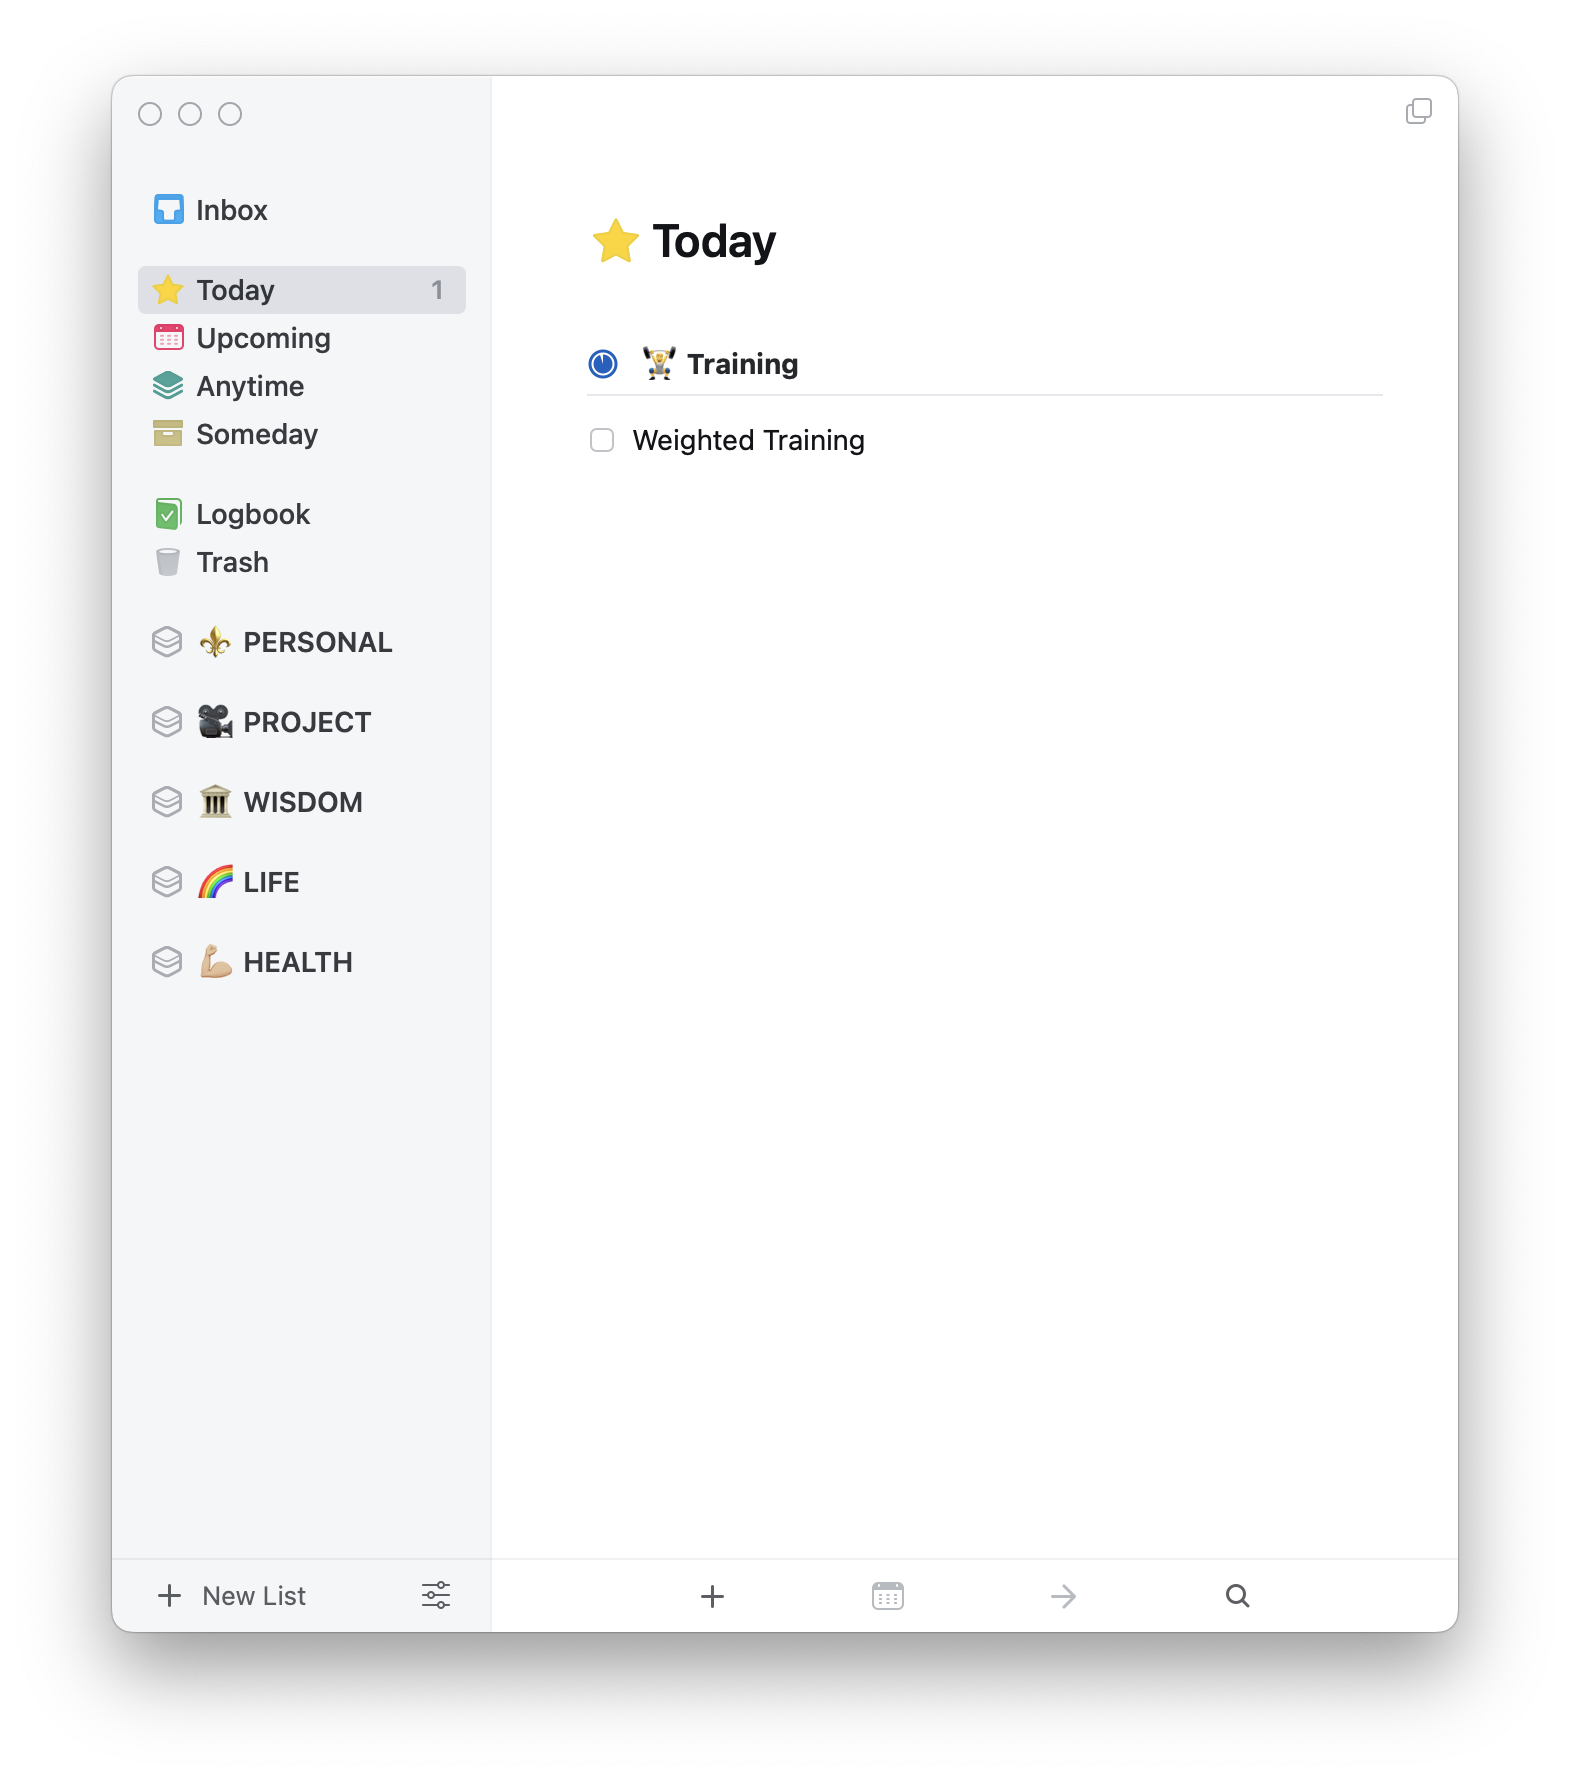 Inbox
Today 1
Upcoming
Anytime
Someday
Logbook
Trash
⚜️ PERSONAL
🎥 PROJECT
🏛️ WISDOM
🌈 LIFE
💪🏼 HEALTH
New List
Today
🏋🏼 Training
Weighted Training